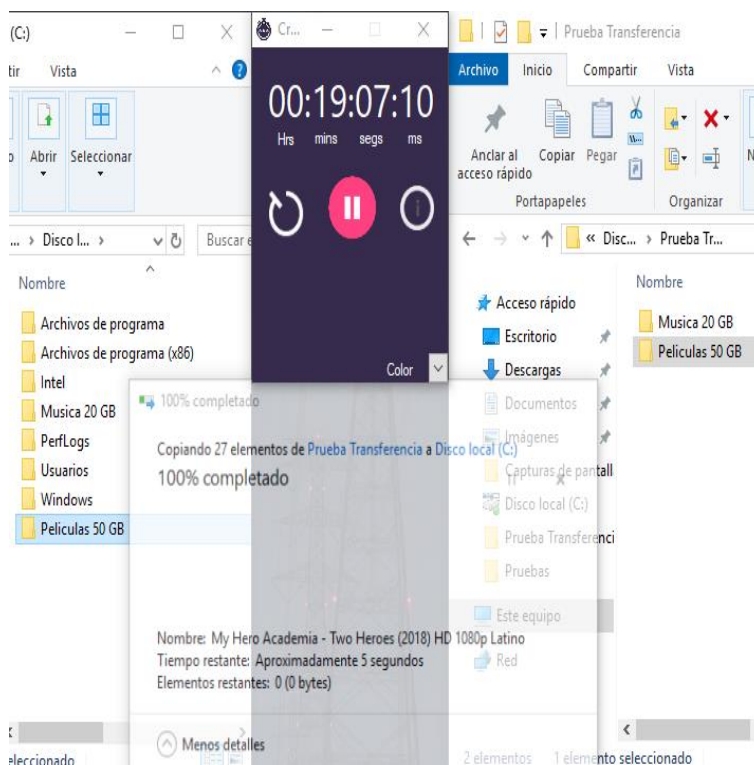 (C:)
tir Vista
Abrir Seleccionar
... > Disco l... >
Buscar e
Nombre
Archivos de programa
Archivos de programa (x86)
Intel
Musica 20 GB
PerfLogs
Usuarios
Windows
Peliculas 50 GB
eleccionado
Cr...
00:19:07:10
Hrs mins segs ms
Color
Prueba Transferencia
Archivo Inicio Compartir Vista
Anclar al
acceso rápido
Copiar Pegar
Portapapeles
Organizar
N
« Disc... > Prueba Tr...
Acceso rápido
Escritorio
Descargas
Documentos
Imágenes
Capturas de pantall
Disco local (C:)
Prueba Transferenci
Pruebas
Este equipo
Red
Nombre
Musica 20 GB
Peliculas 50 GB
2 elementos 1 elemento seleccionado
100% completado
Copiando 27 elementos de Prueba Transferencia a Disco local (C:)
100% completado
Nombre: My Hero Academia - Two Heroes (2018) HD 1080p Latino
Tiempo restante: Aproximadamente 5 segundos
Elementos restantes: 0 (0 bytes)
Menos detalles